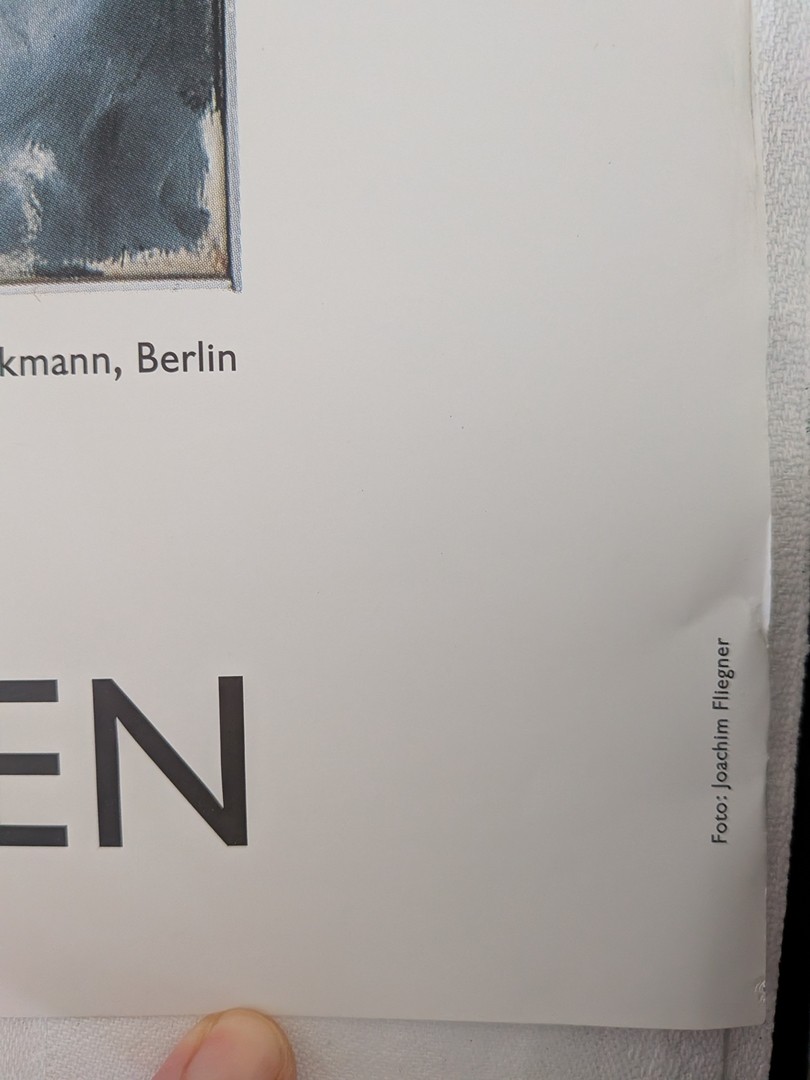 kmann, Berlin
EN
Foto: Joachim Fliegner